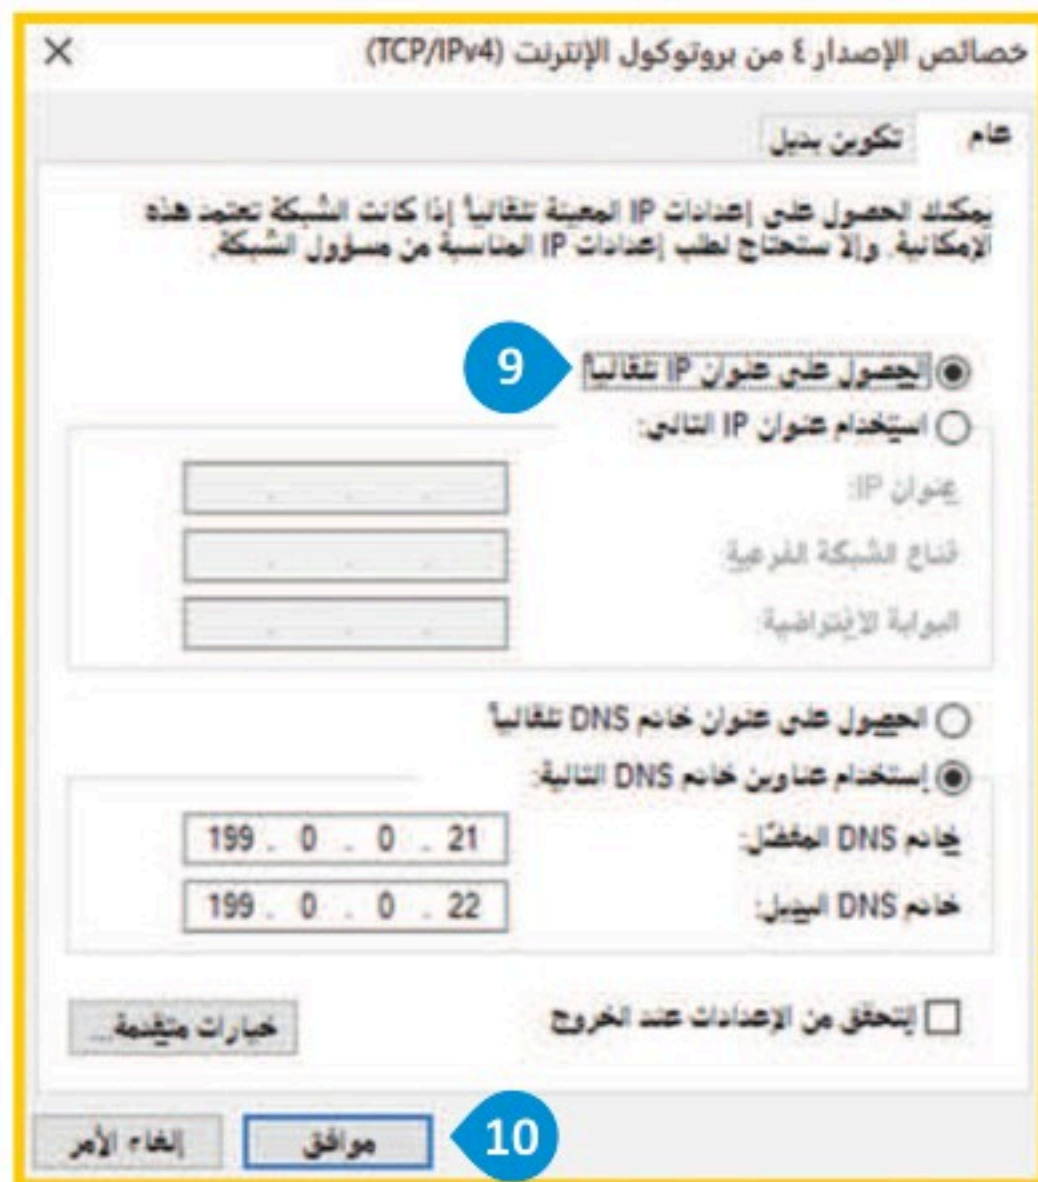 خصائص الإصدار ٤ من بروتوكول الإنترنت (TCP/IPv4)
عام
تكوين بديل
يمكنك الحصول على إعدادات IP المعينة تلقائياً إذا كانت الشبكة تعتمد هذه
الإمكانية. وإلا ستحتاج لطلب إعدادات IP المناسبة من مسؤول الشبكة.
الحصول على عنوان IP تلقائياً
9
استخدام عنوان IP التالي:
عنوان IP:
قناع الشبكة الفرعية:
البوابة الافتراضية:
الحصول على عنوان خادم DNS تلقائياً
إستخدام عناوين خادم DNS التالية:
خادم DNS المفضّل:
199 . 0 . 0 . 21
خادم DNS البديل:
199 . 0 . 0 . 22
التحقق من الإعدادات عند الخروج
خيارات متقدمة...
10
موافق
إلغاء الأمر